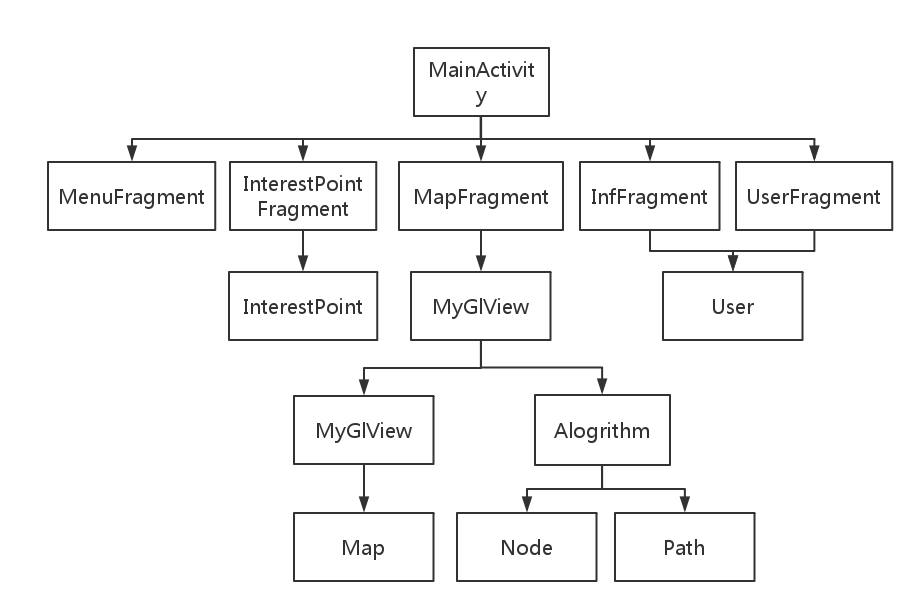 MainActivit
y
MenuFragment
InterestPoint
Fragment
MapFragment
InfFragment
UserFragment
InterestPoint
MyGlView
User
MyGlView
Alogrithm
Map
Node
Path